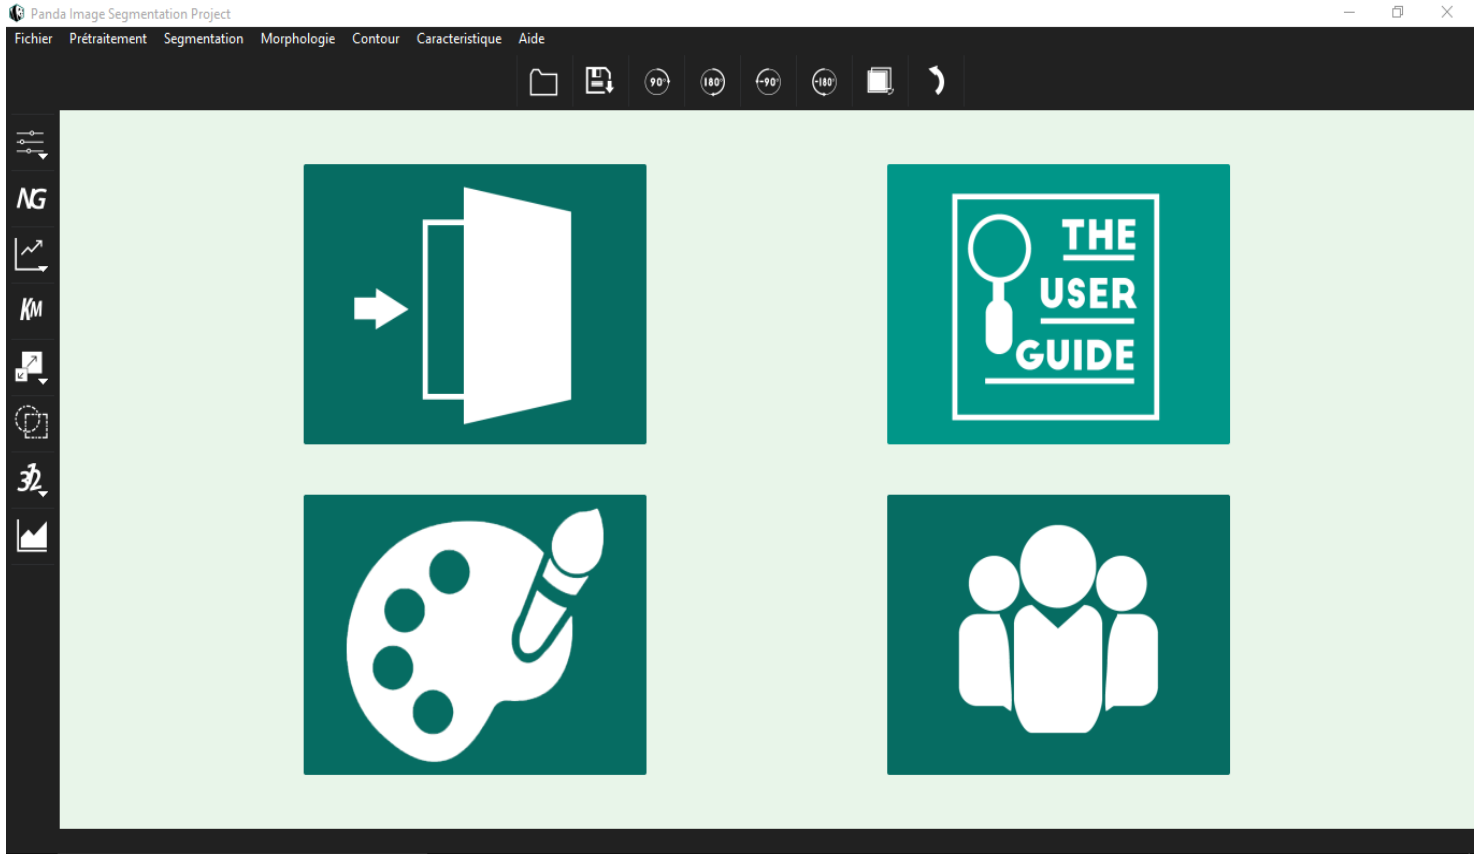 Panda Image Segmentation Project
Fichier Prétraitement Segmentation Morphologie Contour Caracteristique Aide
90° 180° -90° -180°
NG
KM
312
THE
USER
GUIDE